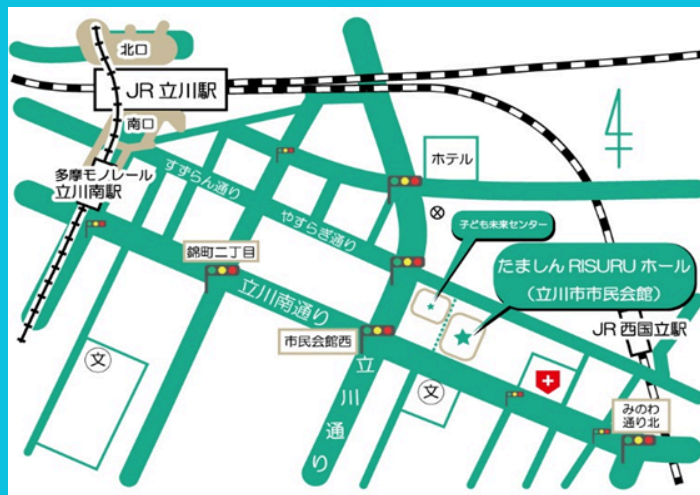 北口
JR 立川駅
南口
多摩モノレール
立川南駅
すずらん通り
やすらぎ通り
ホテル
子ども未来センター
たましん RISURU ホール
（立川市市民会館）
錦町二丁目
立川南通り
市民会館西
立川通り
JR 西国立駅
文
文
みのわ
通り北